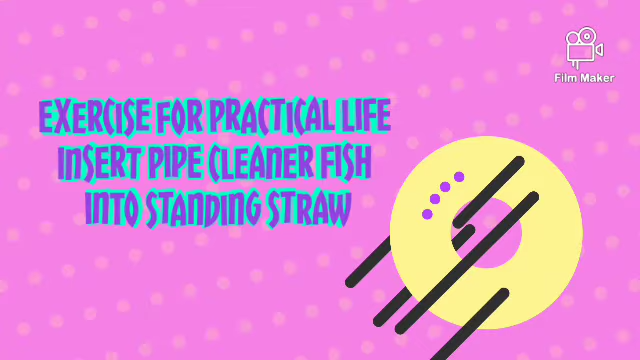 Film Maker
EXERCISE FOR PRACTICAL LIFE
INSERT PIPE CLEANER FISH
INTO STANDING STRAW